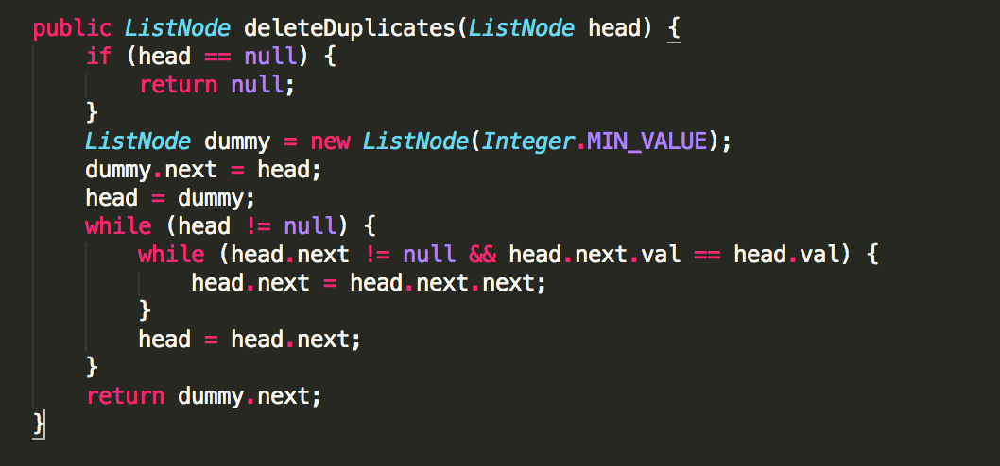 public ListNode deleteDuplicates(ListNode head) {
    if (head == null) {
        return null;
    }
    ListNode dummy = new ListNode(Integer.MIN_VALUE);
    dummy.next = head;
    head = dummy;
    while (head != null) {
        while (head.next != null && head.next.val == head.val) {
            head.next = head.next.next;
        }
        head = head.next;
    }
    return dummy.next;
}